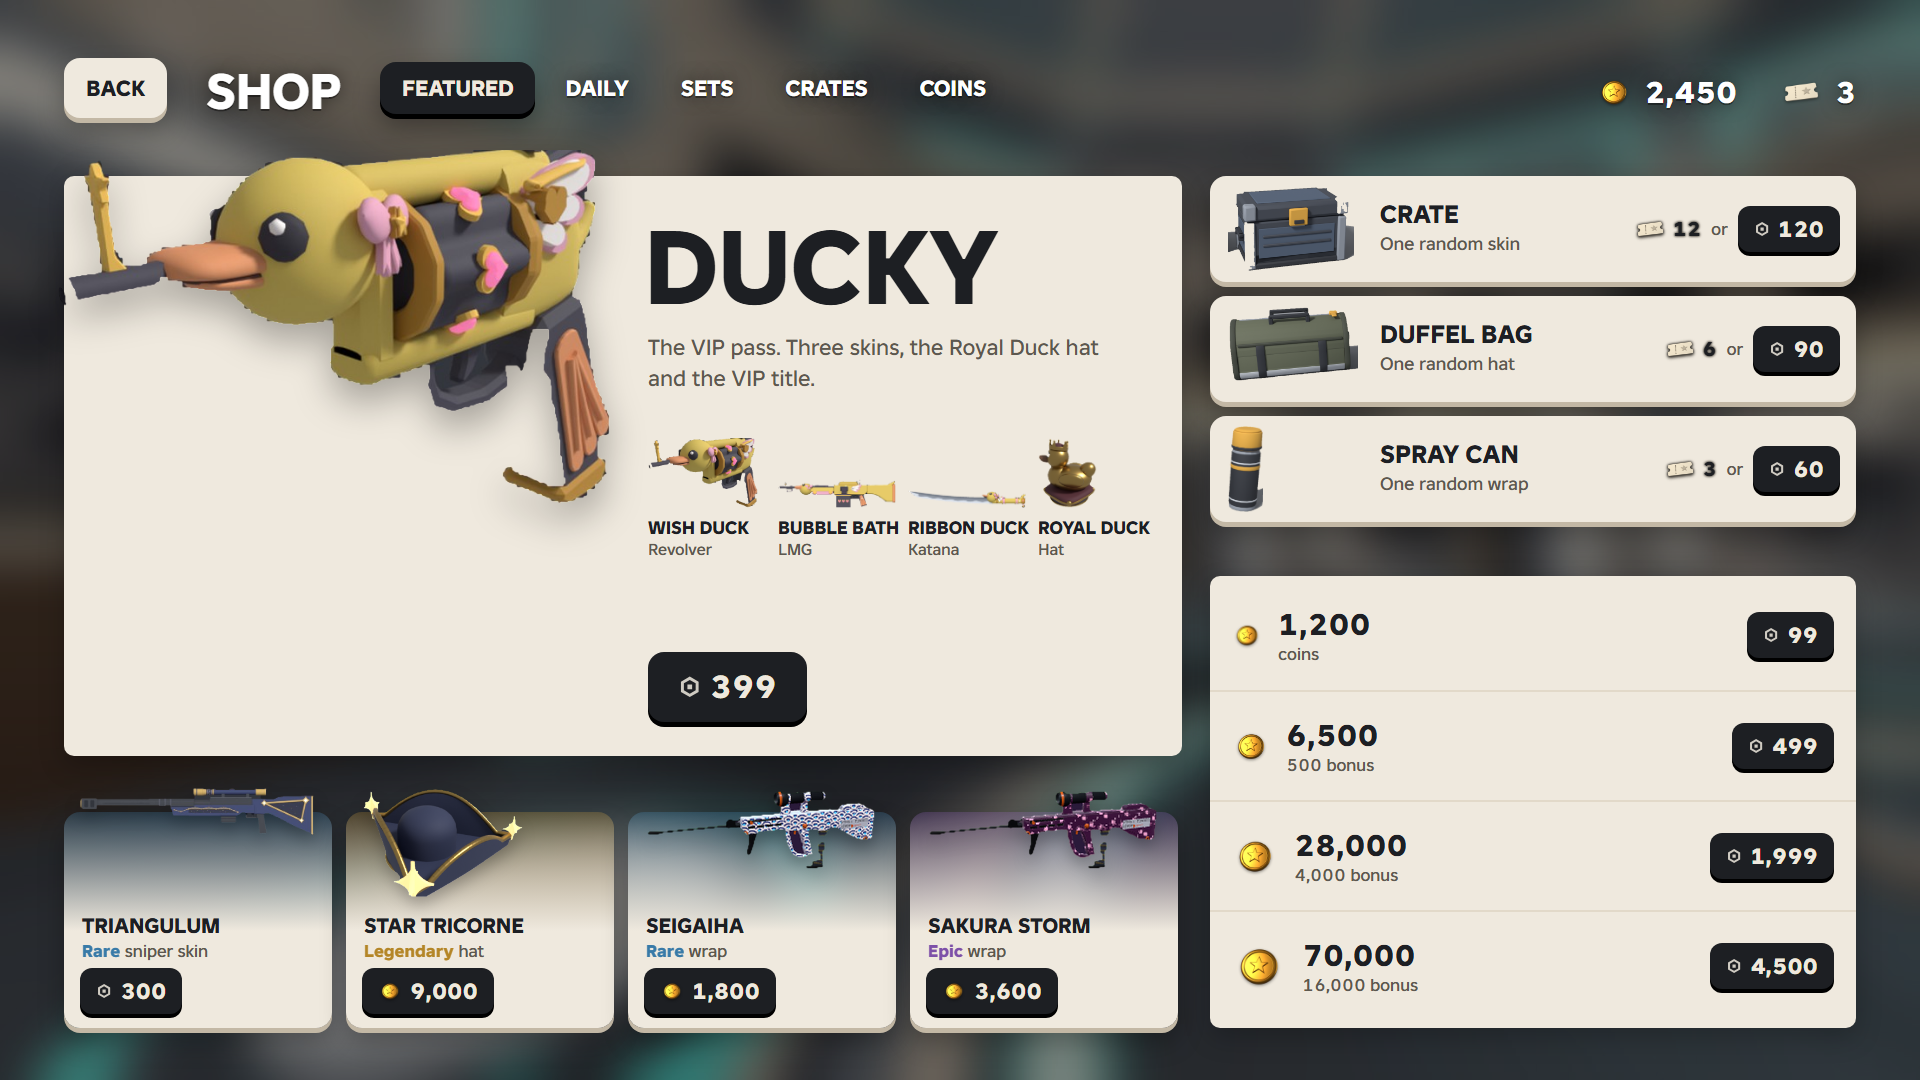 BACK
SHOP
FEATURED
DAILY
SETS
CRATES
COINS
2,450
3
DUCKY
The VIP pass. Three skins, the Royal Duck hat
and the VIP title.
WISH DUCK
Revolver
BUBBLE BATH
LMG
RIBBON DUCK
Katana
ROYAL DUCK
Hat
399
CRATE
One random skin
12 or 120
DUFFEL BAG
One random hat
6 or 90
SPRAY CAN
One random wrap
3 or 60
1,200
coins
99
6,500
500 bonus
499
28,000
4,000 bonus
1,999
70,000
16,000 bonus
4,500
TRIANGULUM
Rare sniper skin
300
STAR TRICORNE
Legendary hat
9,000
SEIGAIHA
Rare wrap
1,800
SAKURA STORM
Epic wrap
3,600